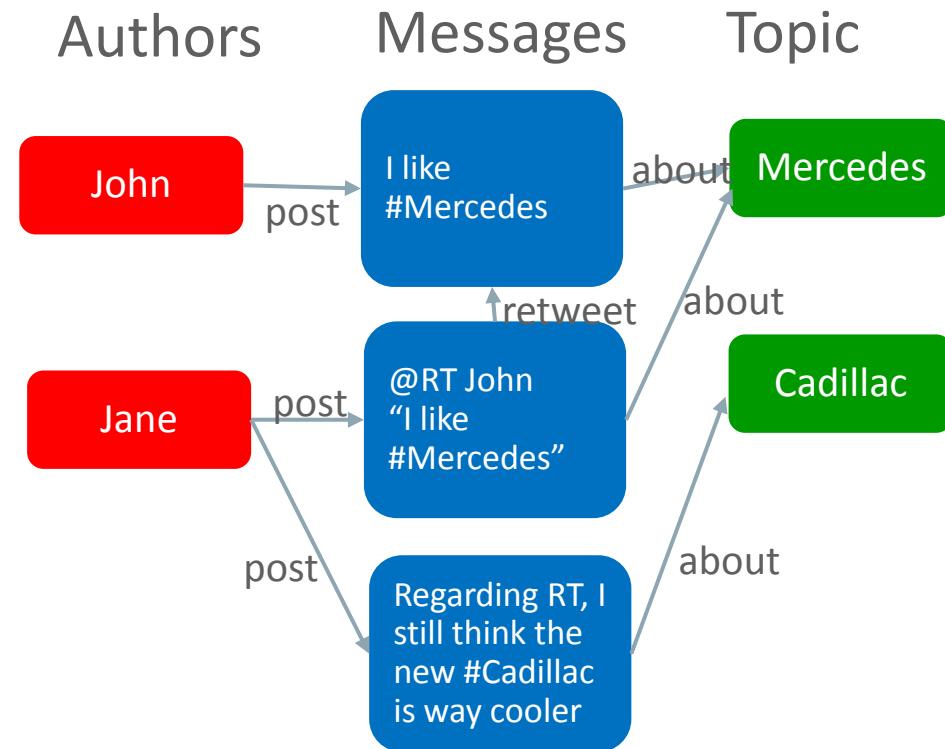 Authors
Messages
Topic
John
post
I like
#Mercedes
about
Mercedes
retweet
about
Jane
post
@RT John
“I like
#Mercedes”
Cadillac
post
Regarding RT, I
still think the
new #Cadillac
is way cooler
about